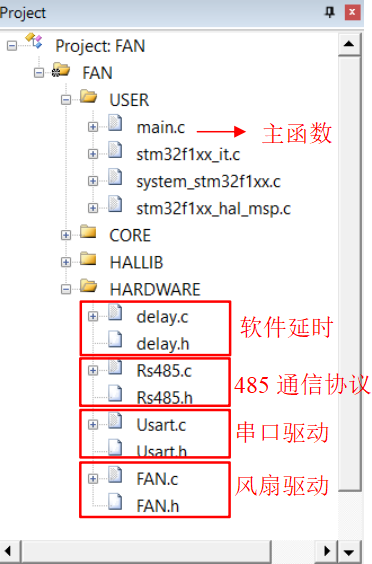 Project
Project: FAN
FAN
USER
main.c 主函数
stm32f1xx_it.c
system_stm32f1xx.c
stm32f1xx_hal_msp.c
CORE
HALLIB
HARDWARE
delay.c
软件延时
delay.h
Rs485.c
485 通信协议
Rs485.h
Usart.c
串口驱动
Usart.h
FAN.c
风扇驱动
FAN.h